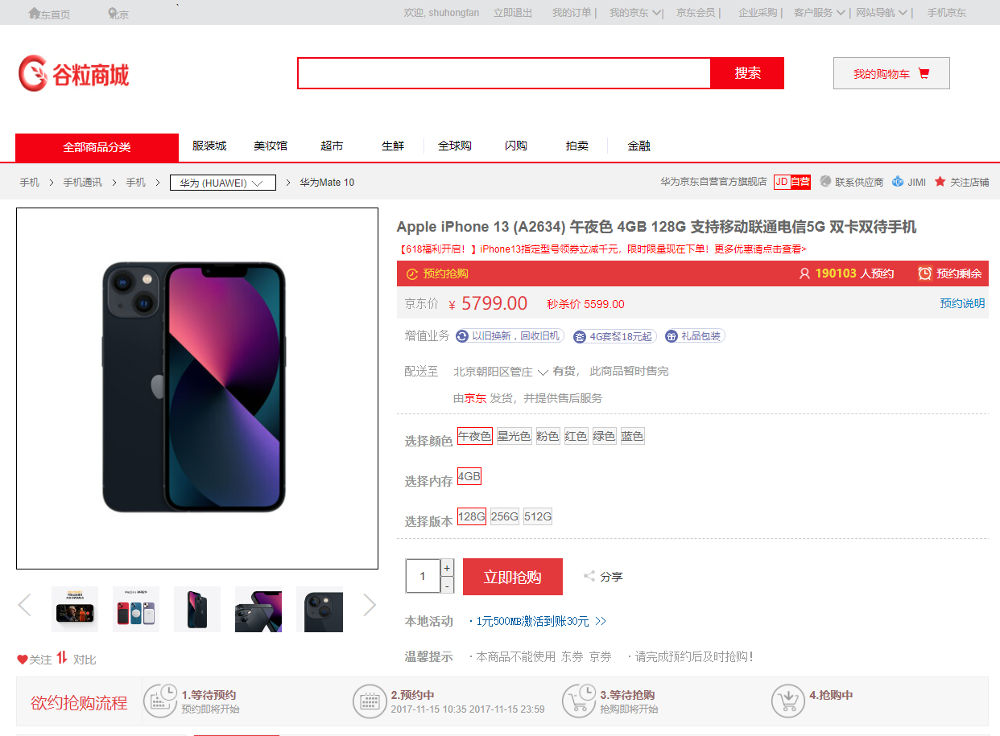 京东首页 北京 欢迎, shuhongfan 立即退出 我的订单 | 我的京东 | 京东会员 | 企业采购 | 客户服务 | 网站导航 | 手机京东
谷粒商城 搜索 我的购物车
全部商品分类 服装城 美妆馆 超市 生鲜 全球购 闪购 拍卖 金融
手机 > 手机通讯 > 手机 > 华为 (HUAWEI) > 华为Mate 10 华为京东自营官方旗舰店 JD 自营 联系供应商 JIMI 关注店铺
Apple iPhone 13 (A2634) 午夜色 4GB 128G 支持移动联通电信5G 双卡双待手机
【618福利开启！】iPhone13指定型号领券立减千元，限时限量现在下单！更多优惠请点击查看>
预约抢购 190103 人预约 预约剩余
京东价 ¥ 5799.00 秒杀价 5599.00 预约说明
增值业务 以旧换新，回收旧机 套 4G套餐18元起 礼品包装
配送至 北京朝阳区管庄 有货， 此商品暂时售完
由京东 发货，并提供售后服务
选择颜色 午夜色 星光色 粉色 红色 绿色 蓝色
选择内存 4GB
选择版本 128G 256G 512G
1 + - 立即抢购 分享
本地活动 · 1元500MB激活到账30元 >>
关注 对比
温馨提示 · 本商品不能使用 东券 京券 · 请完成预约后及时抢购！
欲约抢购流程
1.等待预约
预约即将开始
2.预约中
2017-11-15 10:35 2017-11-15 23:59
3.等待抢购
抢购即将开始
4.抢购中